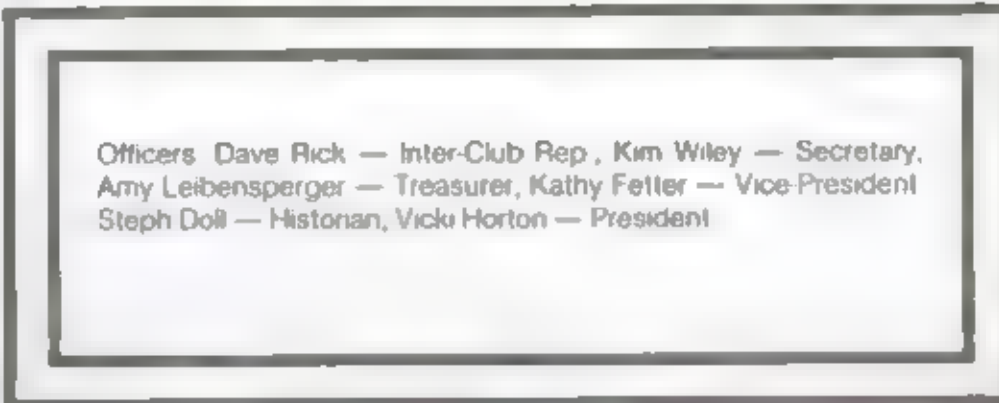 Officers Dave Rick — Inter-Club Rep., Kim Wiley — Secretary,
Amy Leibensperger — Treasurer, Kathy Fetter — Vice-President
Steph Doll — Historian, Vicki Horton — President